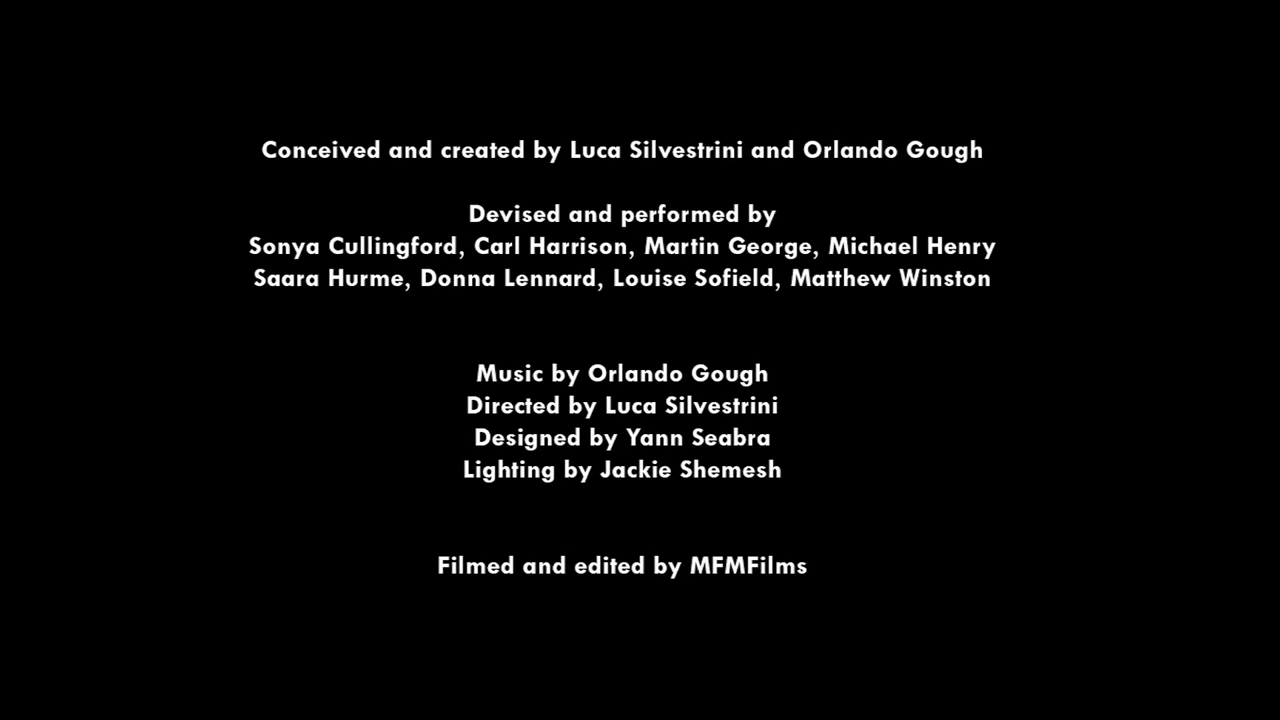 Conceived and created by Luca Silvestrini and Orlando Gough
Devised and performed by
Sonya Cullingford, Carl Harrison, Martin George, Michael Henry
Saara Hurme, Donna Lennard, Louise Sofield, Matthew Winston
Music by Orlando Gough
Directed by Luca Silvestrini
Designed by Yann Seabra
Lighting by Jackie Shemesh
Filmed and edited by MFMFilms